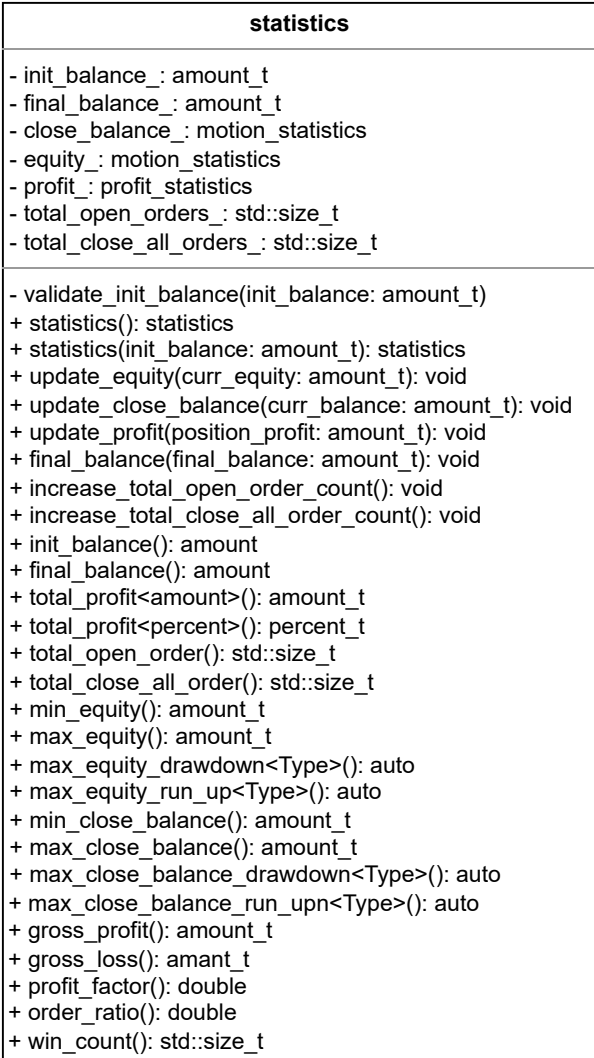 statistics
- init_balance_: amount_t
- final_balance_: amount_t
- close_balance_: motion_statistics
- equity_: motion_statistics
- profit_: profit_statistics
- total_open_orders_: std::size_t
- total_close_all_orders_: std::size_t
- validate_init_balance(init_balance: amount_t)
+ statistics(): statistics
+ statistics(init_balance: amount_t): statistics
+ update_equity(curr_equity: amount_t): void
+ update_close_balance(curr_balance: amount_t): void
+ update_profit(position_profit: amount_t): void
+ final_balance(final_balance: amount_t): void
+ increase_total_open_order_count(): void
+ increase_total_close_all_order_count(): void
+ init_balance(): amount
+ final_balance(): amount
+ total_profit<amount>(): amount_t
+ total_profit<percent>(): percent_t
+ total_open_order(): std::size_t
+ total_close_all_order(): std::size_t
+ min_equity(): amount_t
+ max_equity(): amount_t
+ max_equity_drawdown<Type>(): auto
+ max_equity_run_up<Type>(): auto
+ min_close_balance(): amount_t
+ max_close_balance(): amount_t
+ max_close_balance_drawdown<Type>(): auto
+ max_close_balance_run_upn<Type>(): auto
+ gross_profit(): amount_t
+ gross_loss(): amant_t
+ profit_factor(): double
+ order_ratio(): double
+ win_count(): std::size_t